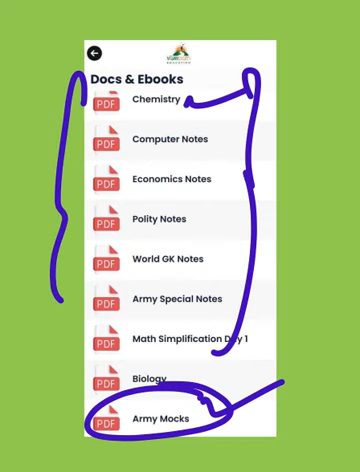 EDUCATION
Docs & Ebooks
PDF Chemistry
PDF Computer Notes
PDF Economics Notes
PDF Polity Notes
PDF World GK Notes
PDF Army Special Notes
PDF Math Simplification Day 1
PDF Biology
PDF Army Mocks